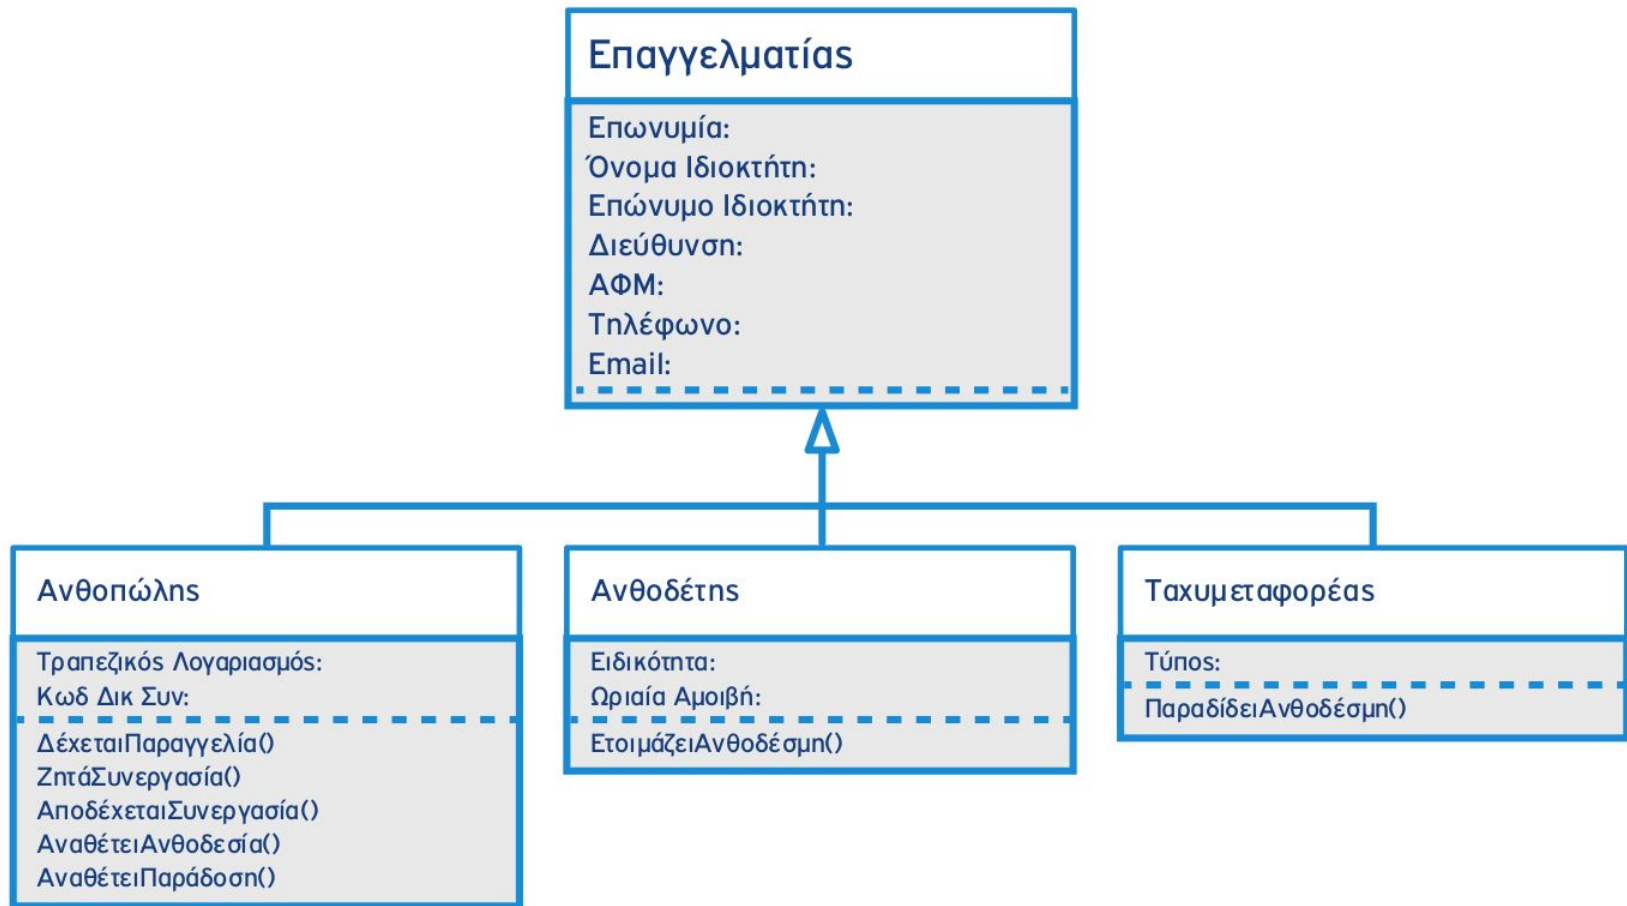 Επαγγελματίας
Επωνυμία:
Όνομα Ιδιοκτήτη:
Επώνυμο Ιδιοκτήτη:
Διεύθυνση:
ΑΦΜ:
Τηλέφωνο:
Email:
Ανθοπώλης
Τραπεζικός Λογαριασμός:
Κωδ Δικ Συν:
ΔέχεταιΠαραγγελία()
ΖητάΣυνεργασία()
ΑποδέχεταιΣυνεργασία()
ΑναθέτειΑνθοδεσία()
ΑναθέτειΠαράδοση()
Ανθοδέτης
Ειδικότητα:
Ωριαία Αμοιβή:
ΕτοιμάζειΑνθοδέσμη()
Ταχυμεταφορέας
Τύπος:
ΠαραδίδειΑνθοδέσμη()